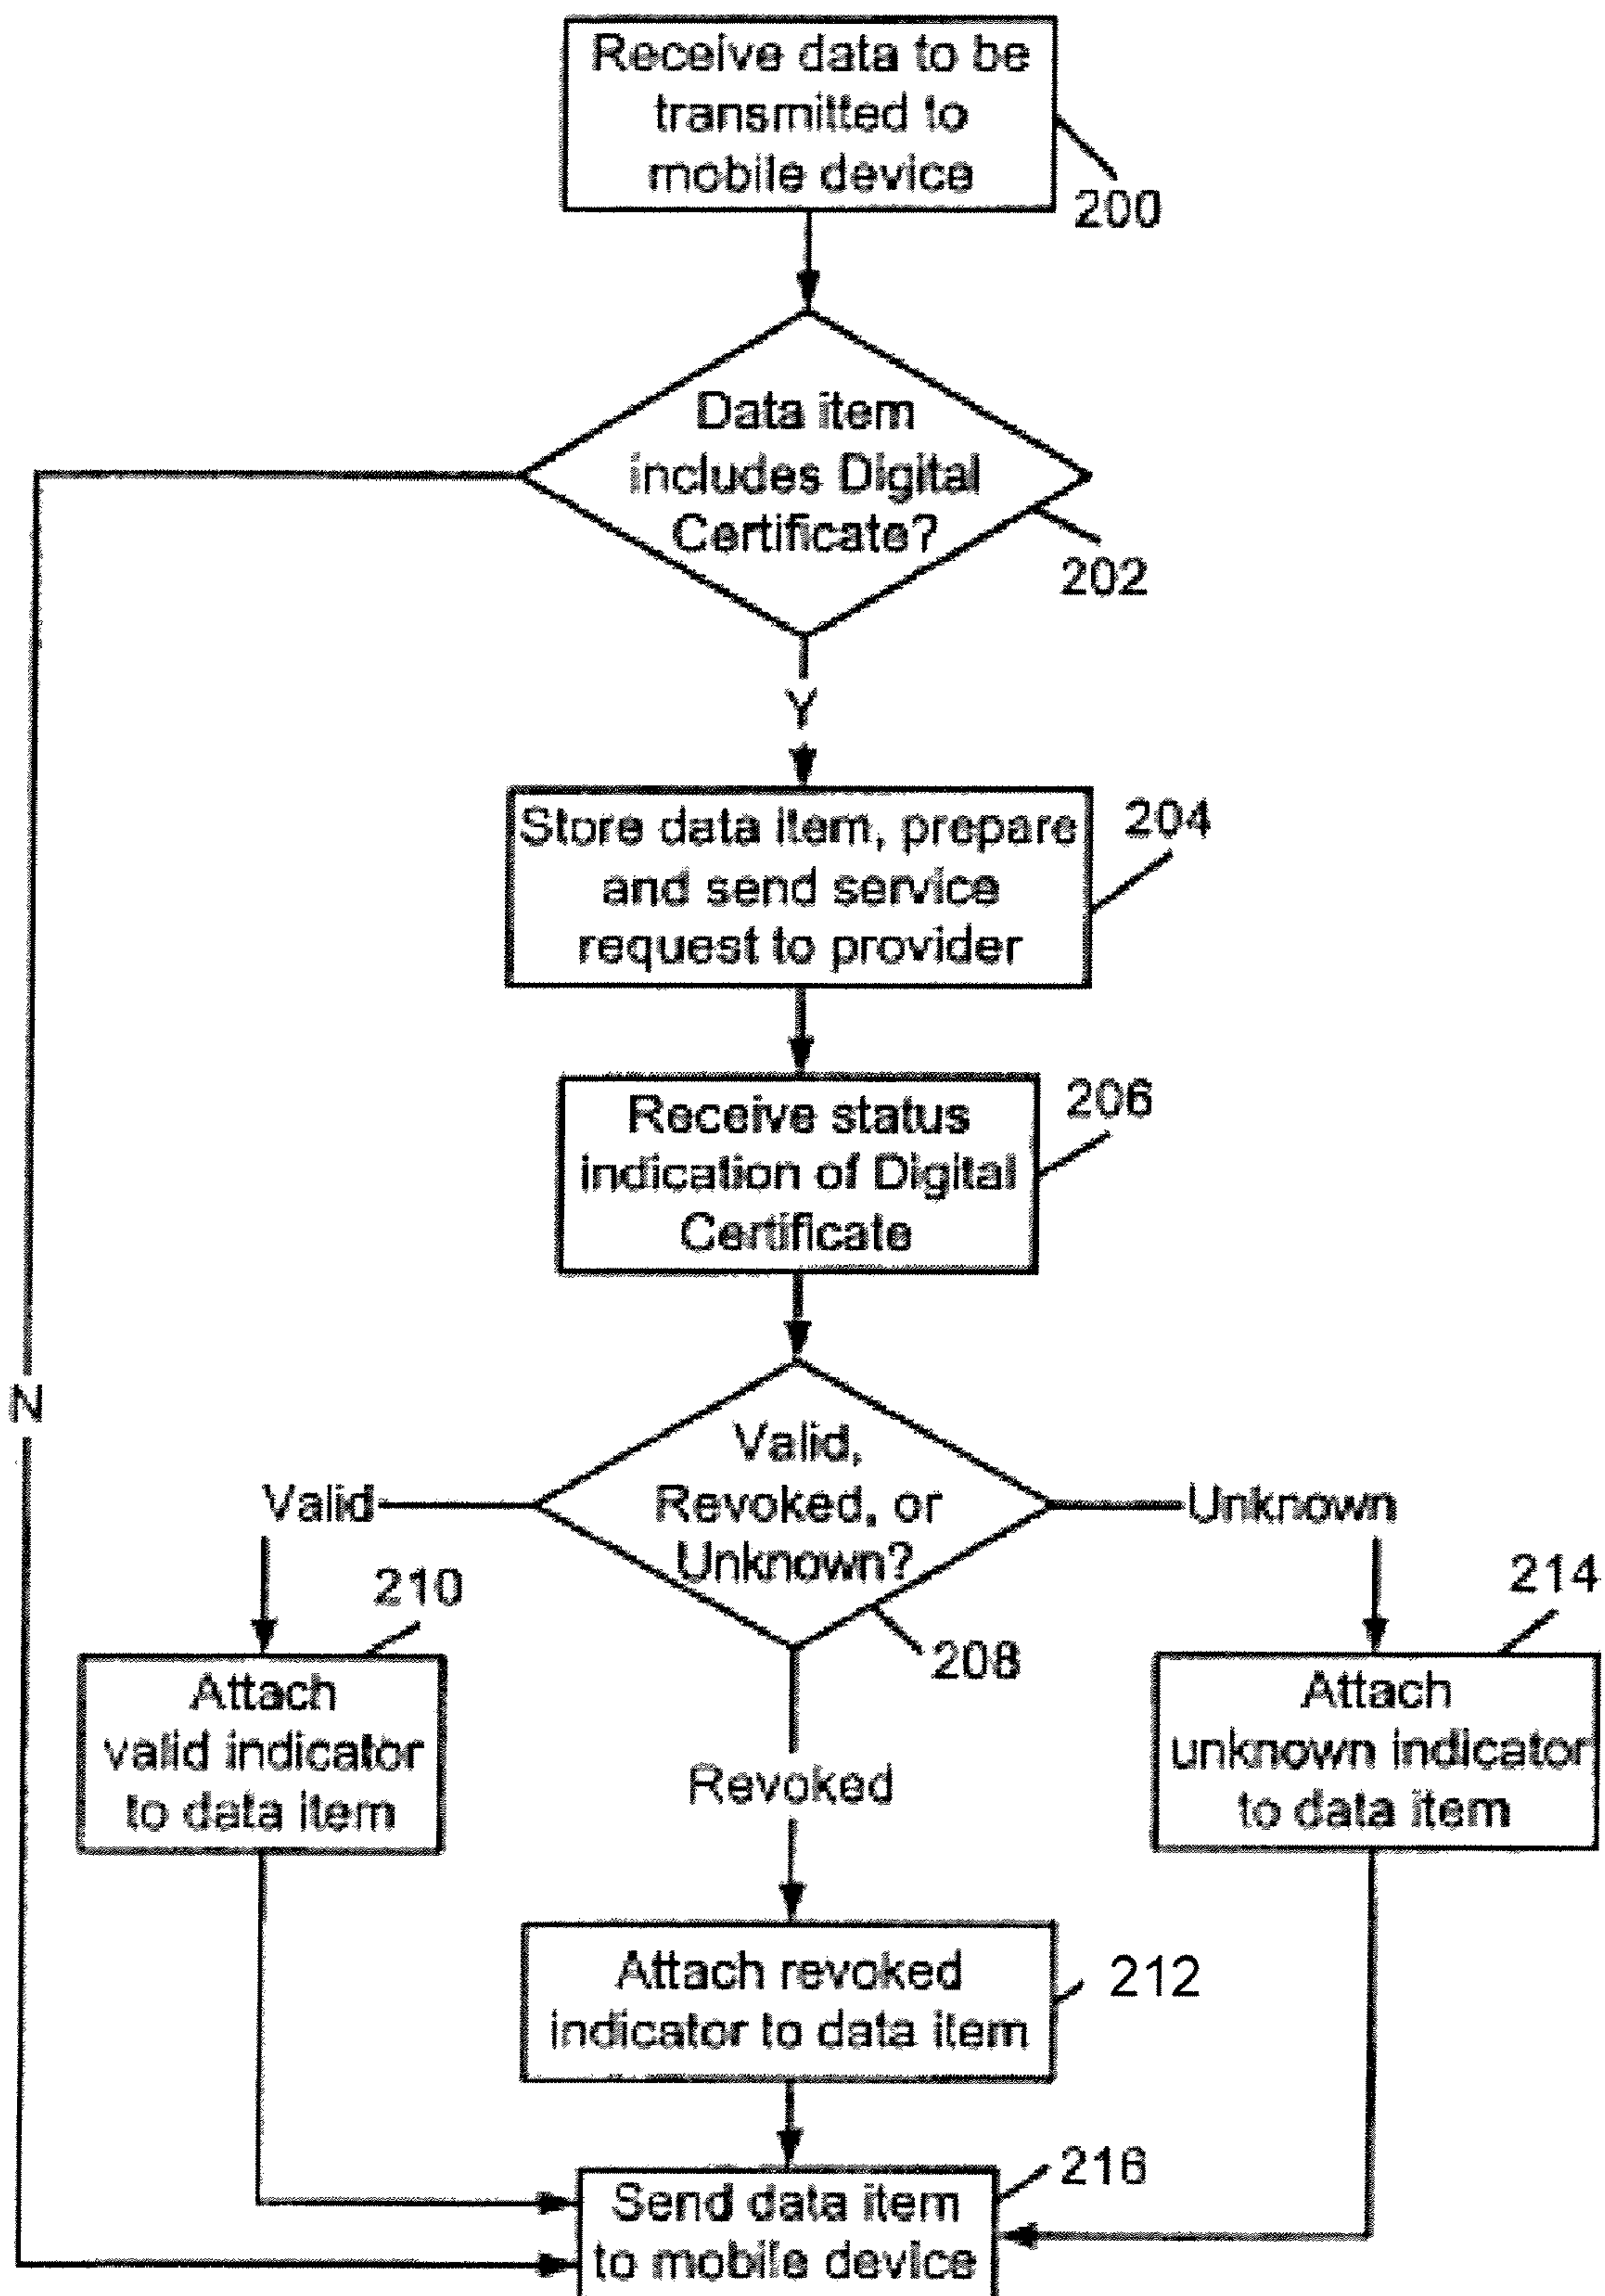 Receive data to be
transmitted to
mobile device
200
Data item
includes Digital
Certificate?
202
Y
Store data item, prepare
and send service
request to provider
204
Receive status
indication of Digital
Certificate
206
N
Valid,
Revoked, or
Unknown?
208
Valid
Unknown
Revoked
210
Attach
valid indicator
to data item
214
Attach
unknown indicator
to data item
Attach revoked
indicator to data item
212
Send data item
to mobile device
216